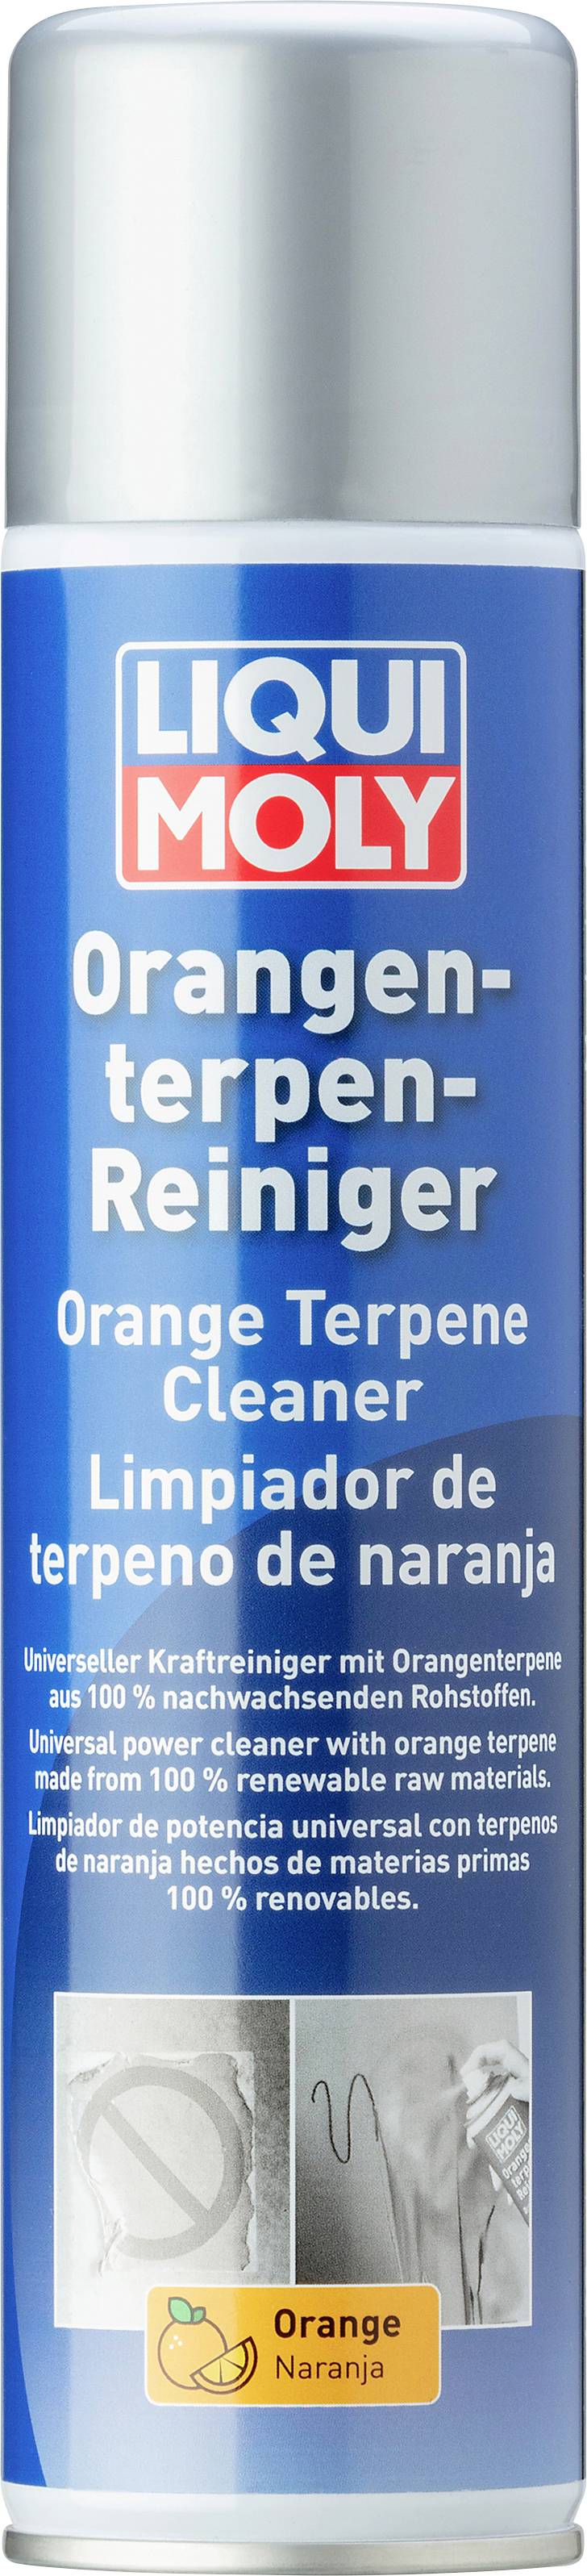 LIQUI
MOLY
Orangen-
terpen-
Reiniger
Orange Terpene
Cleaner
Limpiador de
terpeno de naranja
Universeller Kraftreiniger mit Orangenterpene
aus 100 % nachwachsenden Rohstoffen.
Universal power cleaner with orange terpene
made from 100 % renewable raw materials.
Limpiador de potencia universal con terpenos
de naranja hechos de materias primas
100 % renovables.
LIQUI
MOLY
Orange
Naranja